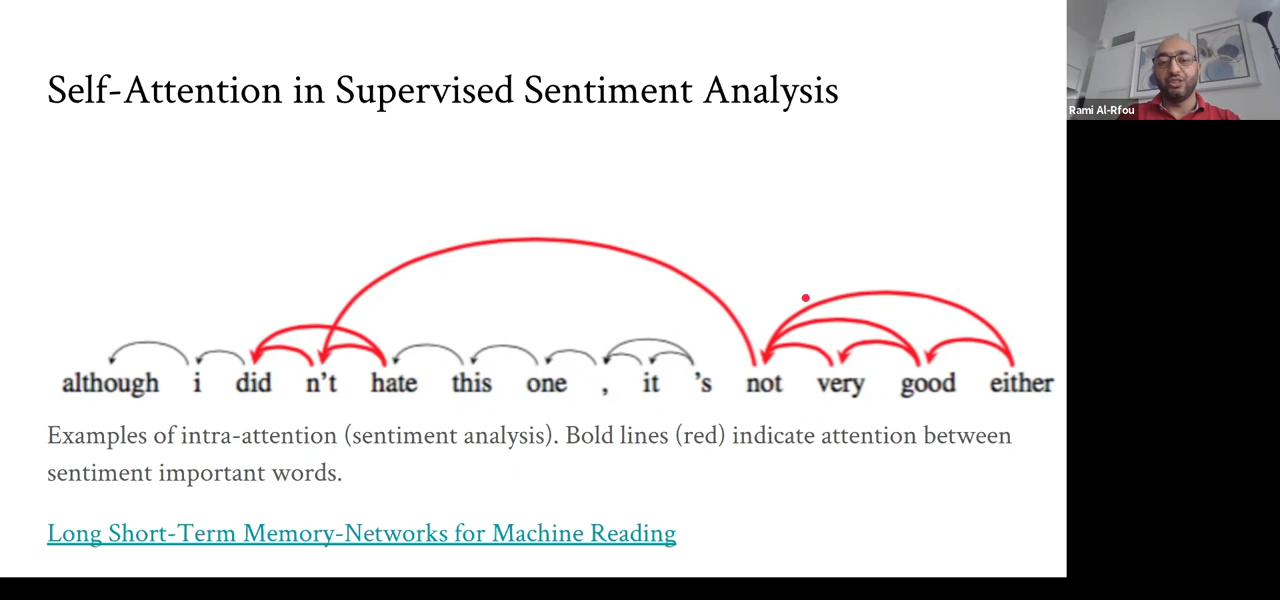 Self-Attention in Supervised Sentiment Analysis
Rami Al-Rfou
although i did n't hate this one , it 's not very good either
Examples of intra-attention (sentiment analysis). Bold lines (red) indicate attention between
sentiment important words.
Long Short-Term Memory-Networks for Machine Reading